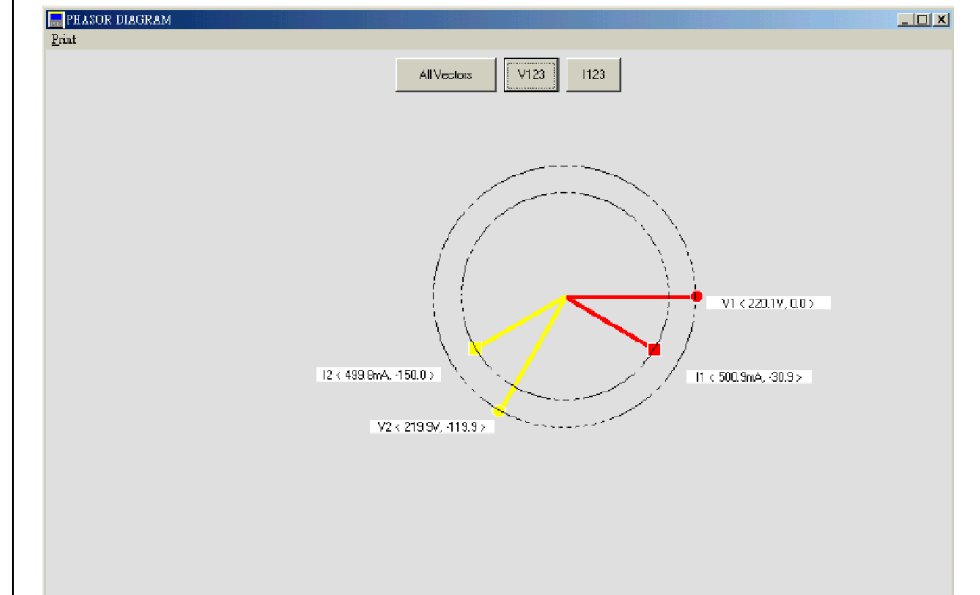 PHASOR DIAGRAM
Print
All Vectors V123 I123
V1 < 220.1V, 0.0 >
I2 < 499.8mA, -150.0 >
I1 < 500.9mA, -30.9 >
V2 < 219.9V, -119.9 >